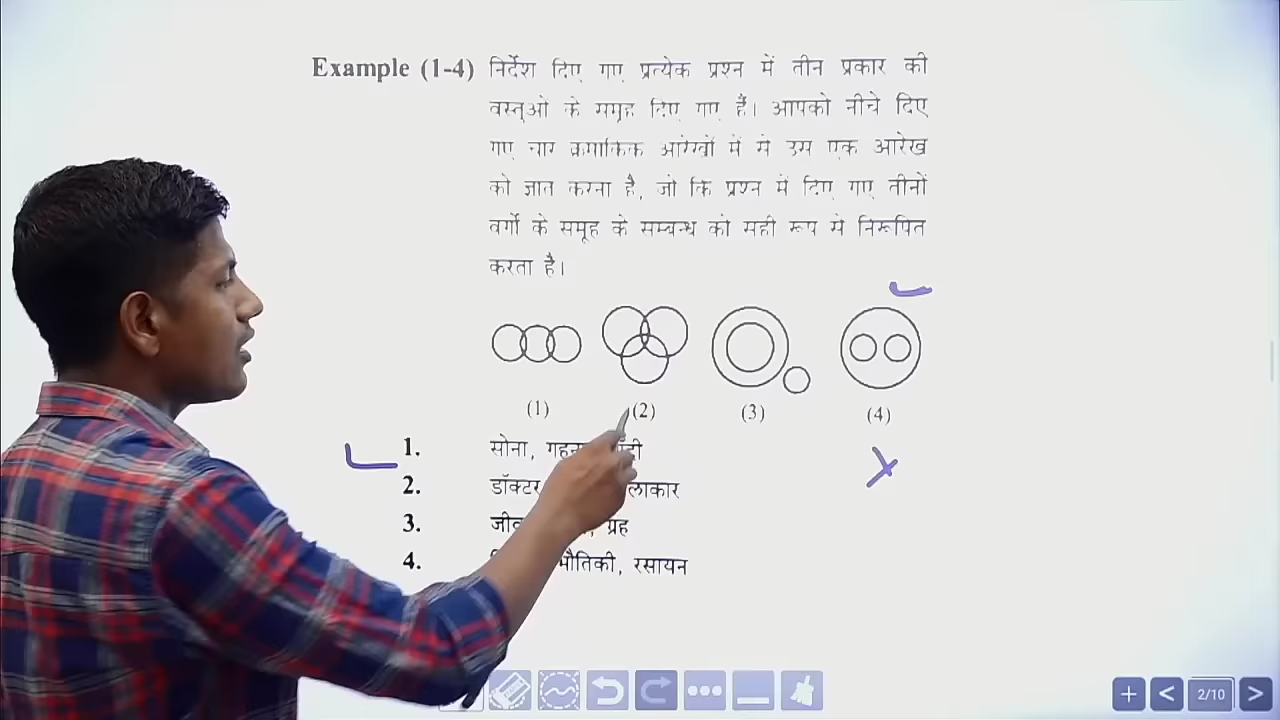 Example (1-4) निर्देश दिए गए प्रत्येक प्रश्न में तीन प्रकार की
वस्तुओं के समूह दिए गए हैं। आपको नीचे दिए
गए चार क्रमांकिक आरेखों में से उस एक आरेख
को ज्ञात करना है, जो कि प्रश्न में दिए गए तीनों
वर्गों के समूह के सम्बन्ध को सही रूप से निरूपित
करता है।
(1) (2) (3) (4)
1. सोना,
2. डॉक्टर
3. ग्रह
4. भौतिकी, रसायन
2/10